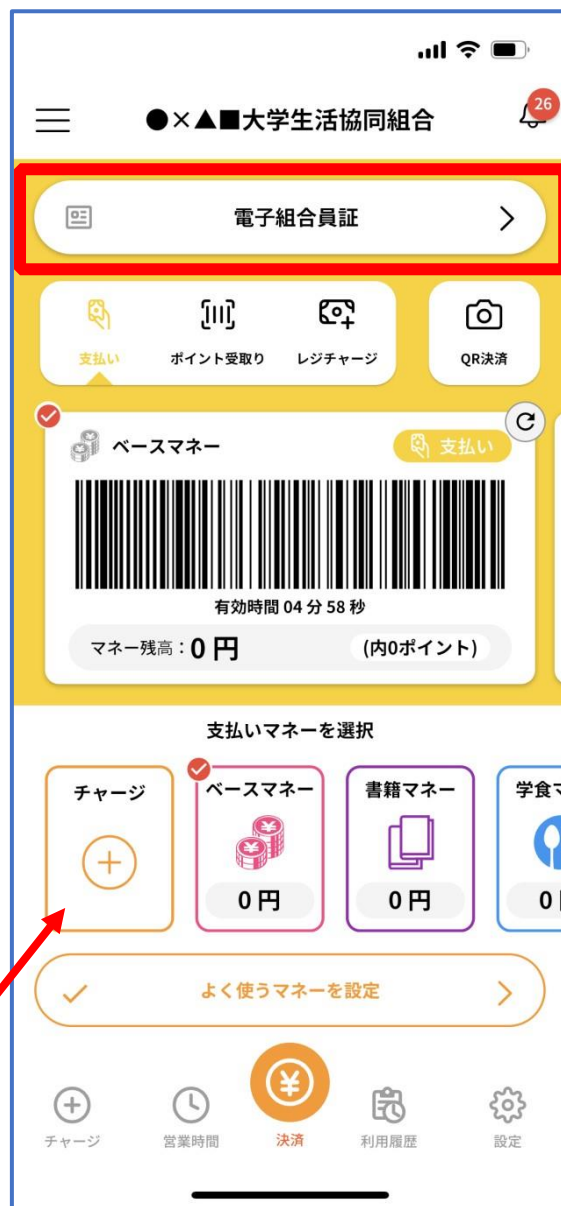 ●×▲■大学生活協同組合
26
電子組合員証
支払い
ポイント受取り
レジチャージ
QR決済
ベースマネー
支払い
有効時間 04 分 58 秒
マネー残高：0 円
(内0ポイント)
支払いマネーを選択
チャージ
ベースマネー
0 円
書籍マネー
0 円
学食マ
0
よく使うマネーを設定
チャージ
営業時間
決済
利用履歴
設定